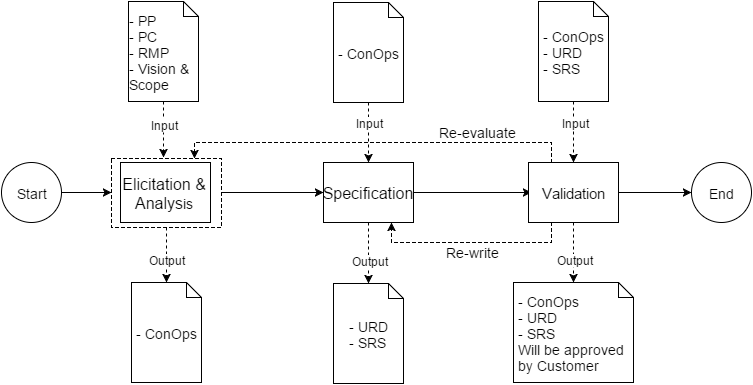 - PP
- PC
- RMP
- Vision &
Scope
- ConOps
- ConOps
- URD
- SRS
Input
Input
Input
Re-evaluate
Start
Elicitation &
Analysis
Specification
Validation
End
Re-write
Output
Output
Output
- ConOps
- URD
- SRS
- ConOps
- URD
- SRS
Will be approved
by Customer